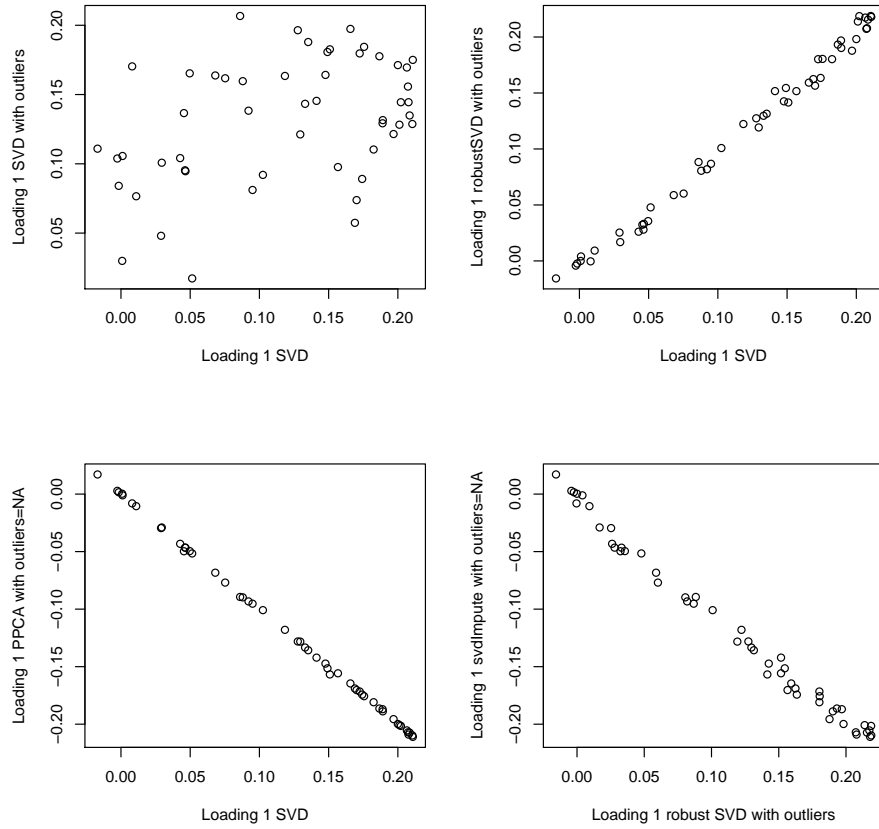 0.00 0.05 0.10 0.15 0.20
0.05 0.10 0.15 0.20
Loading 1 SVD
Loading 1 SVD with outliers
0.00 0.05 0.10 0.15 0.20
0.00 0.05 0.10 0.15 0.20
Loading 1 SVD
Loading 1 robustSVD with outliers
0.00 0.05 0.10 0.15 0.20
−0.20 −0.15 −0.10 −0.05 0.00
Loading 1 SVD
Loading 1 PPCA with outliers=NA
0.00 0.05 0.10 0.15 0.20
−0.20 −0.15 −0.10 −0.05 0.00
Loading 1 robust SVD with outliers
Loading 1 svdImpute with outliers=NA